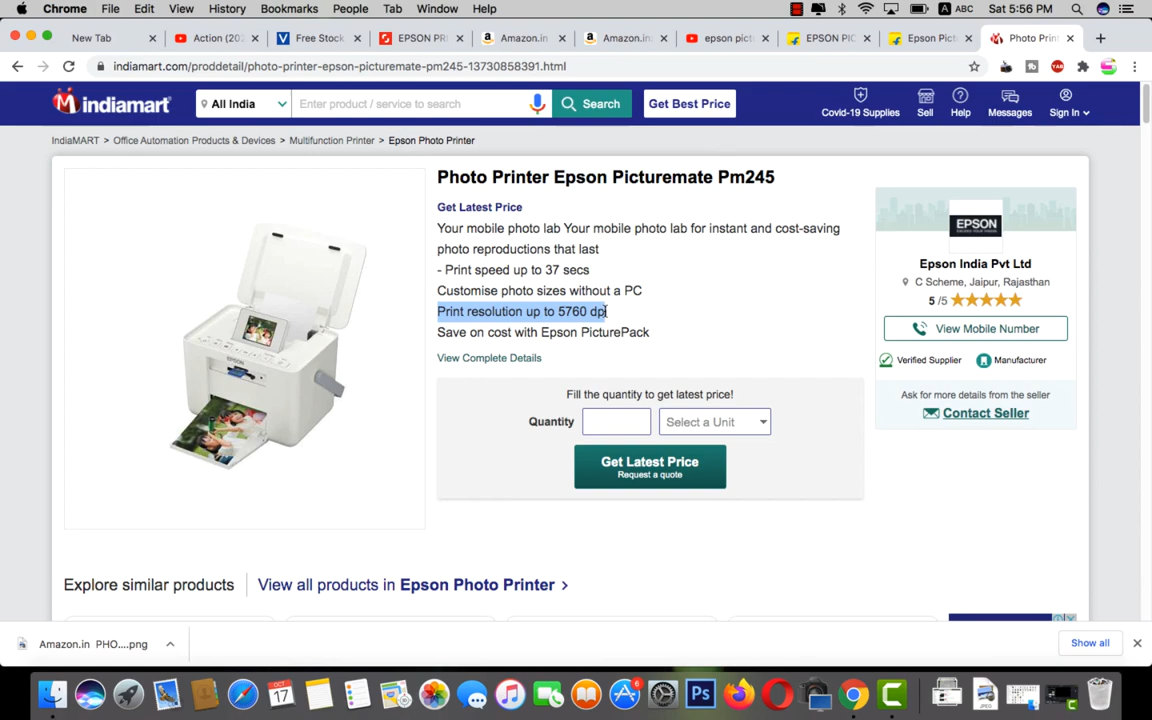 Chrome File Edit View History Bookmarks People Tab Window Help A ABC Sat 5:56 PM
New Tab Action (202 Free Stock EPSON PRI Amazon.in Amazon.in: epson pict EPSON PIC Epson Pict Photo Print
indiamart.com/proddetail/photo-printer-epson-picturemate-pm245-13730858391.html
indiamart All India Enter product / service to search Search Get Best Price Covid-19 Supplies Sell Help Messages Sign In
IndiaMART > Office Automation Products & Devices > Multifunction Printer > Epson Photo Printer
Photo Printer Epson Picturemate Pm245
Get Latest Price
Your mobile photo lab Your mobile photo lab for instant and cost-saving
photo reproductions that last
- Print speed up to 37 secs
Customise photo sizes without a PC
Print resolution up to 5760 dp
Save on cost with Epson PicturePack
View Complete Details
Fill the quantity to get latest price!
Quantity Select a Unit
Get Latest Price
Request a quote
EPSON
Epson India Pvt Ltd
C Scheme, Jaipur, Rajasthan
5 /5
View Mobile Number
Verified Supplier Manufacturer
Ask for more details from the seller
Contact Seller
EPSON
Explore similar products View all products in Epson Photo Printer >
Amazon.in PHO....png Show all
OCT
17
6
Ps